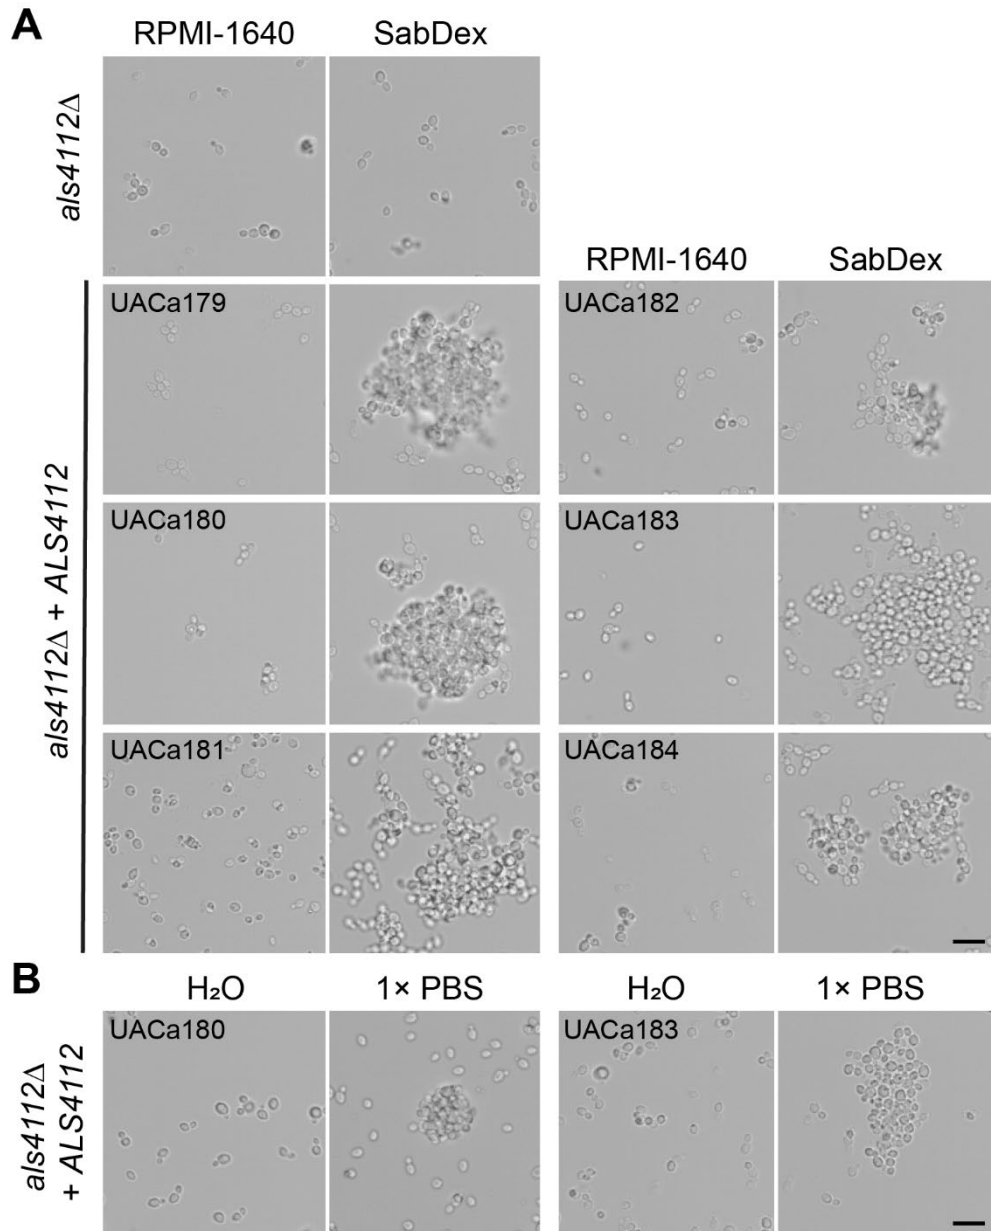 A
RPMI-1640 SabDex
als4112Δ
RPMI-1640 SabDex
als4112Δ + ALS4112
UACa179
UACa182
UACa180
UACa183
UACa181
UACa184
B
H₂O 1× PBS H₂O 1× PBS
als4112Δ
+ ALS4112
UACa180
UACa183